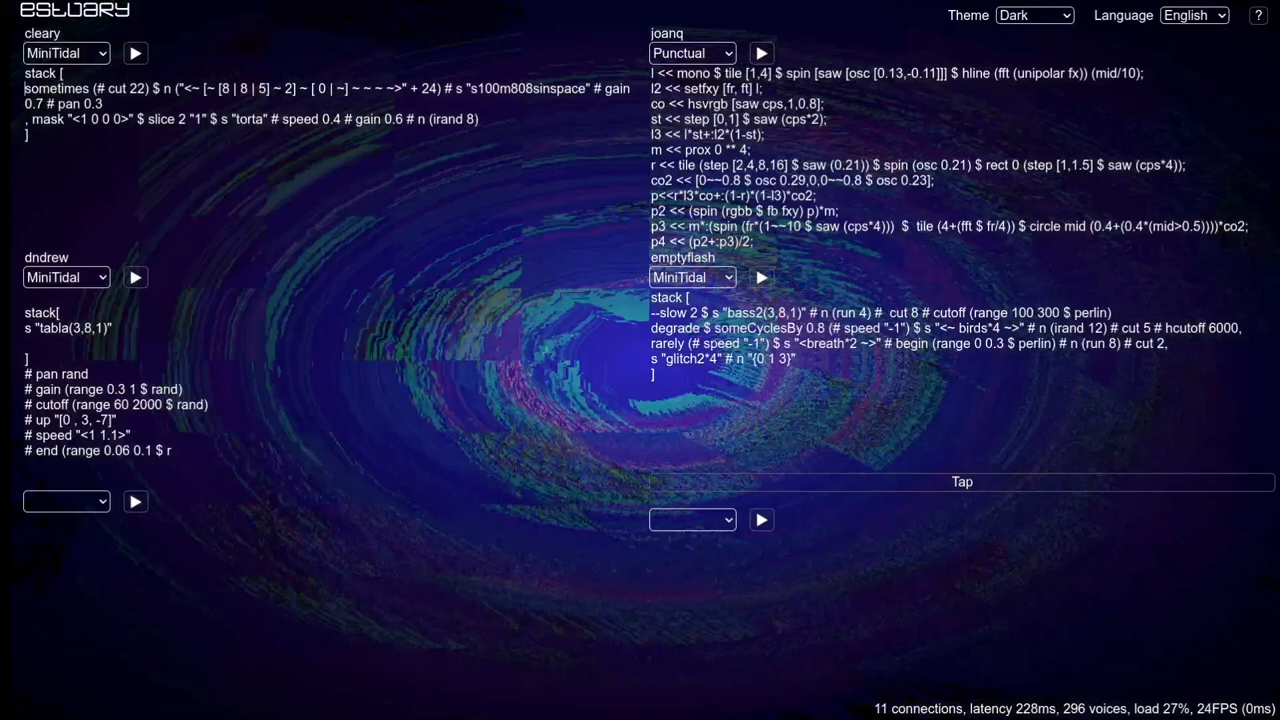 estuary
Theme Dark Language English ?
cleary
MiniTidal
stack [
sometimes (# cut 22) $ n ("<~ [~ [8 | 8 | 5] ~ 2] ~ [ 0 | ~] ~ ~ ~ ~>" + 24) # s "s100m808sinspace" # gain
0.7 # pan 0.3
, mask "<1 0 0 0>" $ slice 2 "1" $ s "torta" # speed 0.4 # gain 0.6 # n (irand 8)
]
joanq
Punctual
l << mono $ tile [1,4] $ spin [saw [osc [0.13,-0.11]]] $ hline (fft (unipolar fx)) (mid/10);
l2 << setfxy [fr, ft] l;
co << hsvrgb [saw cps,1,0.8];
st << step [0,1] $ saw (cps*2);
l3 << l*st+:l2*(1-st);
m << prox 0 ** 4;
r << tile (step [2,4,8,16] $ saw (0.21)) $ spin (osc 0.21) $ rect 0 (step [1,1.5] $ saw (cps*4));
co2 << [0~~0.8 $ osc 0.29,0,0~~0.8 $ osc 0.23];
p<<r*l3*co+:(1-r)*(1-l3)*co2;
p2 << (spin (rgbb $ fb fxy) p)*m;
p3 << m*:(spin (fr*(1~~10 $ saw (cps*4))) $ tile (4+(fft $ fr/4)) $ circle mid (0.4+(0.4*(mid>0.5))))*co2;
p4 << (p2+:p3)/2;
dndrew
MiniTidal
stack[
s "tabla(3,8,1)"
]
# pan rand
# gain (range 0.3 1 $ rand)
# cutoff (range 60 2000 $ rand)
# up "[0 , 3, -7]"
# speed "<1 1.1>"
# end (range 0.06 0.1 $ r
emptyflash
MiniTidal
stack [
--slow 2 $ s "bass2(3,8,1)" # n (run 4) # cut 8 # cutoff (range 100 300 $ perlin)
degrade $ someCyclesBy 0.8 (# speed "-1") $ s "<~ birds*4 ~>" # n (irand 12) # cut 5 # hcutoff 6000,
rarely (# speed "-1") $ s "<breath*2 ~>" # begin (range 0 0.3 $ perlin) # n (run 8) # cut 2,
s "glitch2*4" # n "{0 1 3}"
]
Tap
11 connections, latency 228ms, 296 voices, load 27%, 24FPS (0ms)